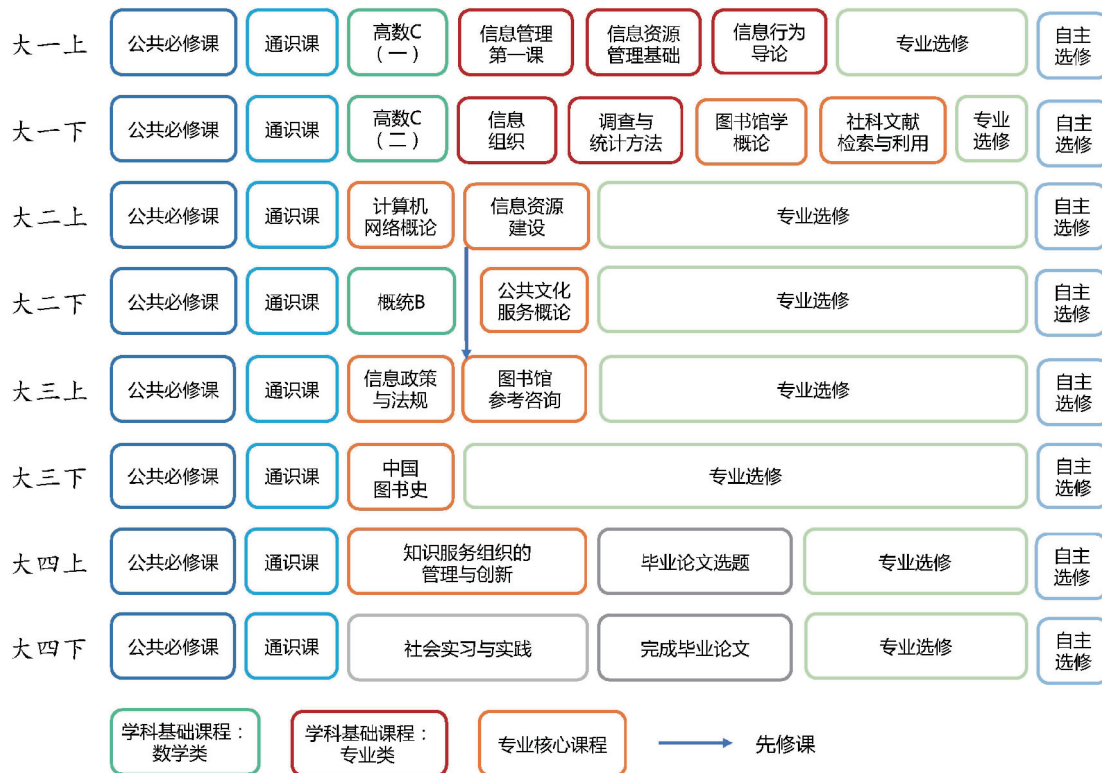 大一上
公共必修课
通识课
高数C
（一）
信息管理
第一课
信息资源
管理基础
信息行为
导论
专业选修
自主
选修
大一下
公共必修课
通识课
高数C
（二）
信息
组织
调查与
统计方法
图书馆学
概论
社科文献
检索与利用
专业
选修
自主
选修
大二上
公共必修课
通识课
计算机
网络概论
信息资源
建设
专业选修
自主
选修
大二下
公共必修课
通识课
概统B
公共文化
服务概论
专业选修
自主
选修
大三上
公共必修课
通识课
信息政策
与法规
图书馆
参考咨询
专业选修
自主
选修
大三下
公共必修课
通识课
中国
图书史
专业选修
自主
选修
大四上
公共必修课
通识课
知识服务组织的
管理与创新
毕业论文选题
专业选修
自主
选修
大四下
公共必修课
通识课
社会实习与实践
完成毕业论文
专业选修
自主
选修
学科基础课程：
数学类
学科基础课程：
专业类
专业核心课程
先修课